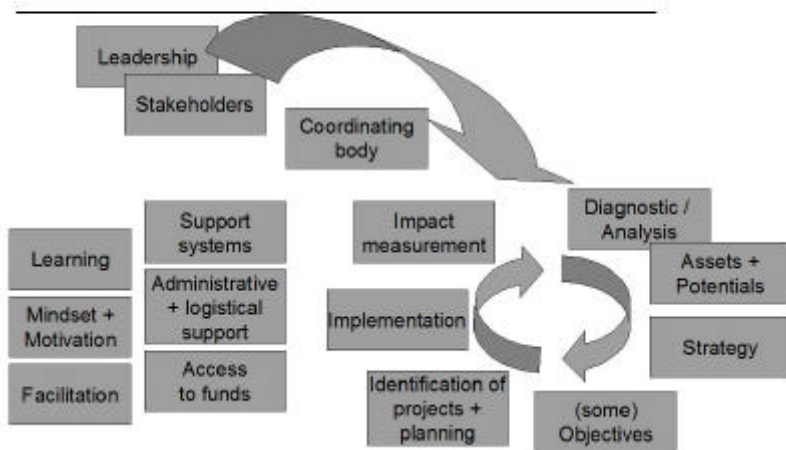 Leadership
Stakeholders
Coordinating
body
Support
systems
Learning
Administrative
+ logistical
support
Mindset +
Motivation
Access
to funds
Facilitation
Impact
measurement
Diagnostic /
Analysis
Assets +
Potentials
Implementation
Strategy
Identification of
projects +
planning
(some)
Objectives